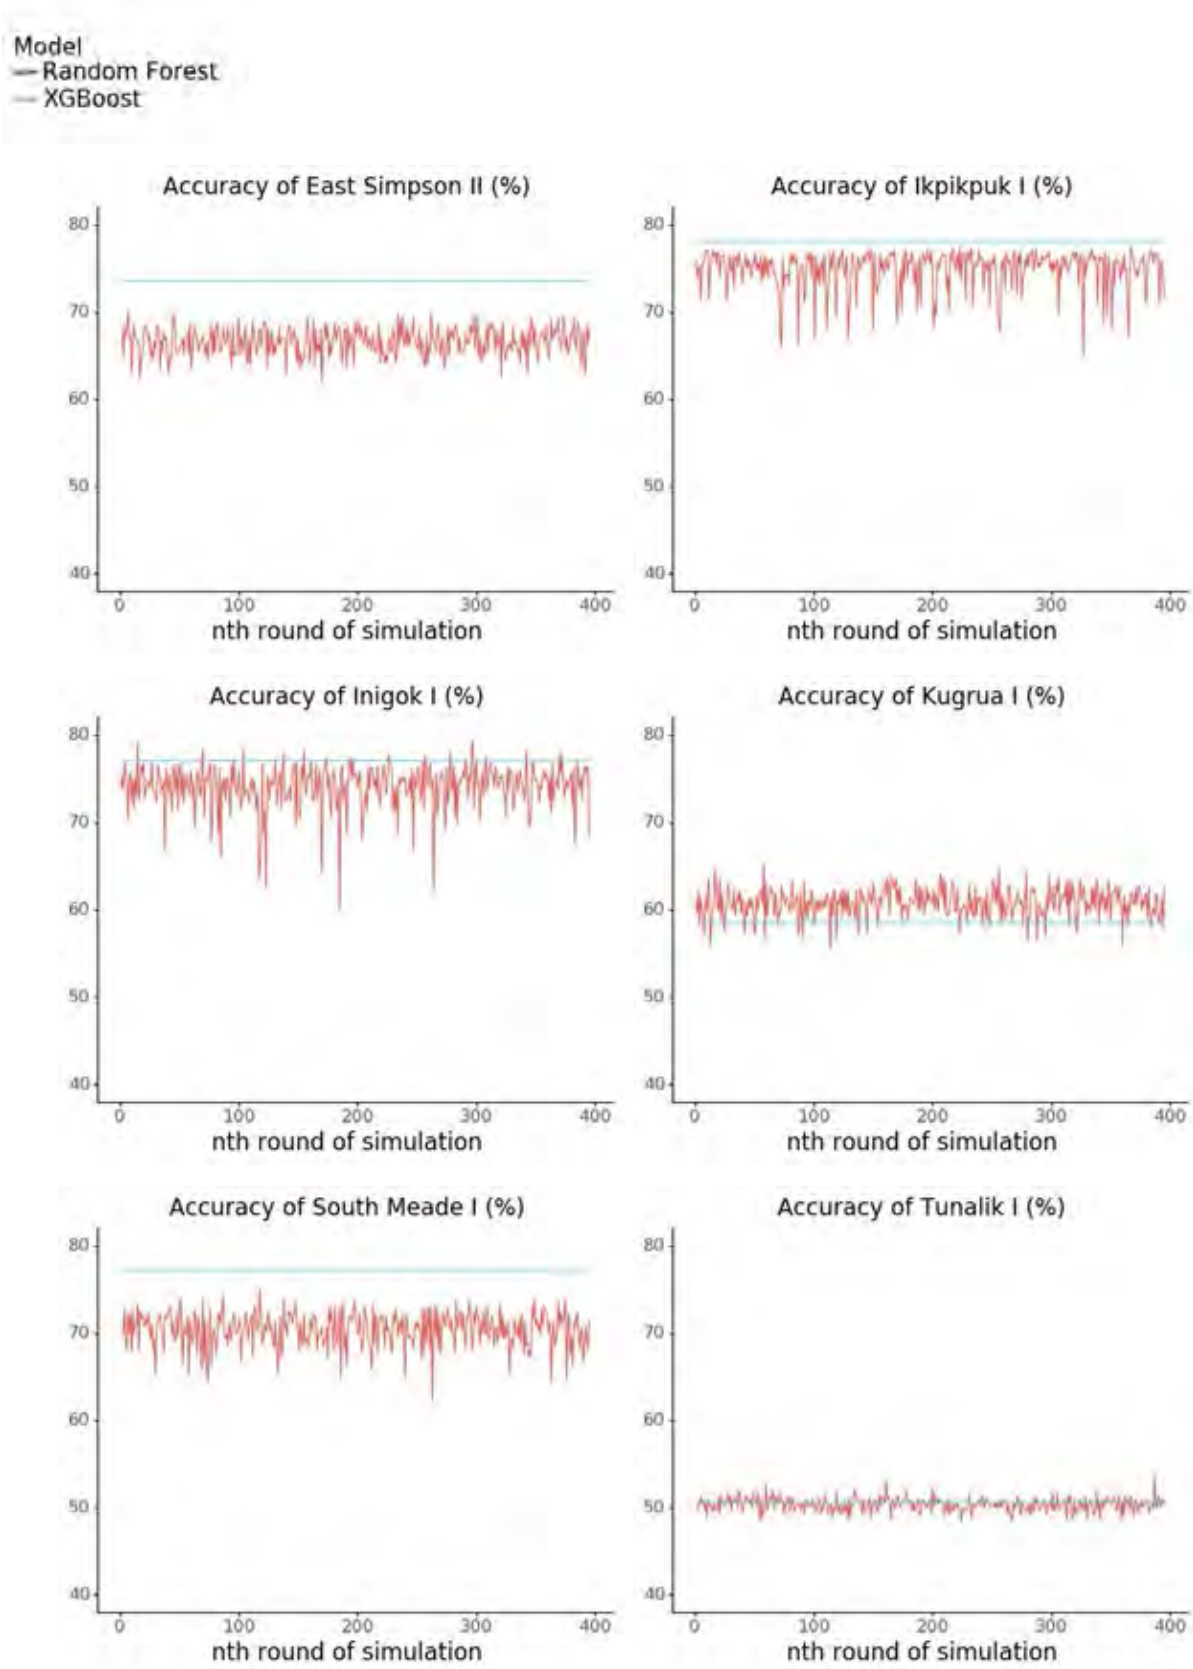 Model
Random Forest
XGBoost
Accuracy of East Simpson II (%)
80
70
60
50
40
0 100 200 300 400
nth round of simulation
Accuracy of Ikpikpuk I (%)
80
70
60
50
40
0 100 200 300 400
nth round of simulation
Accuracy of Inigok I (%)
80
70
60
50
40
0 100 200 300 400
nth round of simulation
Accuracy of Kugrua I (%)
80
70
60
50
40
0 100 200 300 400
nth round of simulation
Accuracy of South Meade I (%)
80
70
60
50
40
0 100 200 300 400
nth round of simulation
Accuracy of Tunalik I (%)
80
70
60
50
40
0 100 200 300 400
nth round of simulation